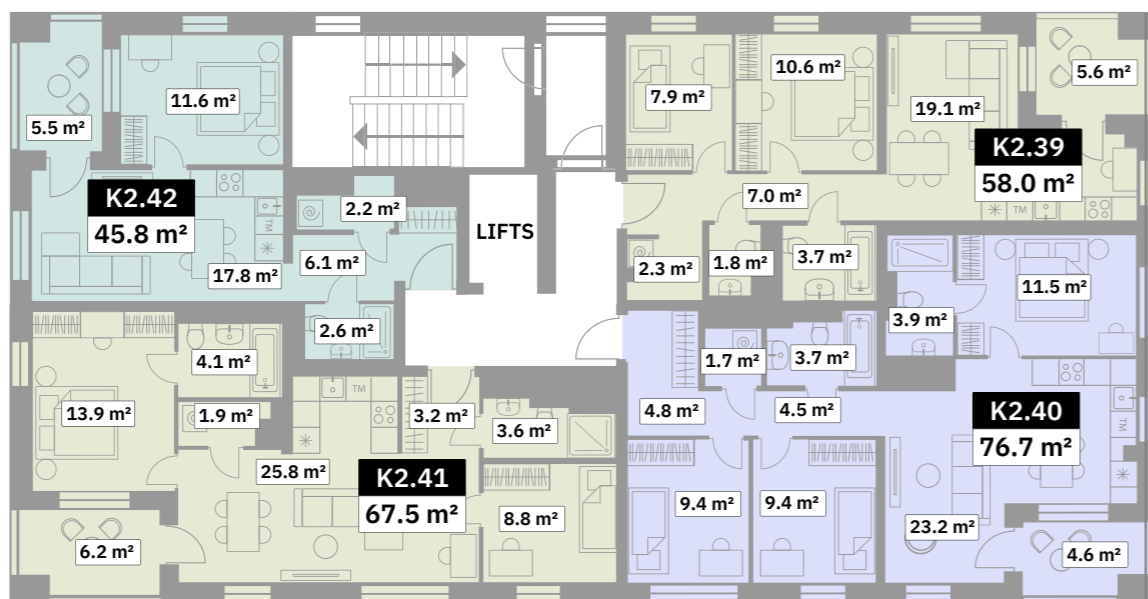 5.5 m²
11.6 m²
K2.42
45.8 m²
17.8 m²
TM
2.2 m²
6.1 m²
2.6 m²
LIFTS
7.9 m²
10.6 m²
19.1 m²
5.6 m²
K2.39
58.0 m²
7.0 m²
TM
2.3 m²
1.8 m²
3.7 m²
13.9 m²
4.1 m²
1.9 m²
TM
3.2 m²
3.6 m²
25.8 m²
K2.41
67.5 m²
8.8 m²
6.2 m²
3.9 m²
11.5 m²
1.7 m²
3.7 m²
4.8 m²
4.5 m²
K2.40
76.7 m²
TM
9.4 m²
9.4 m²
23.2 m²
4.6 m²